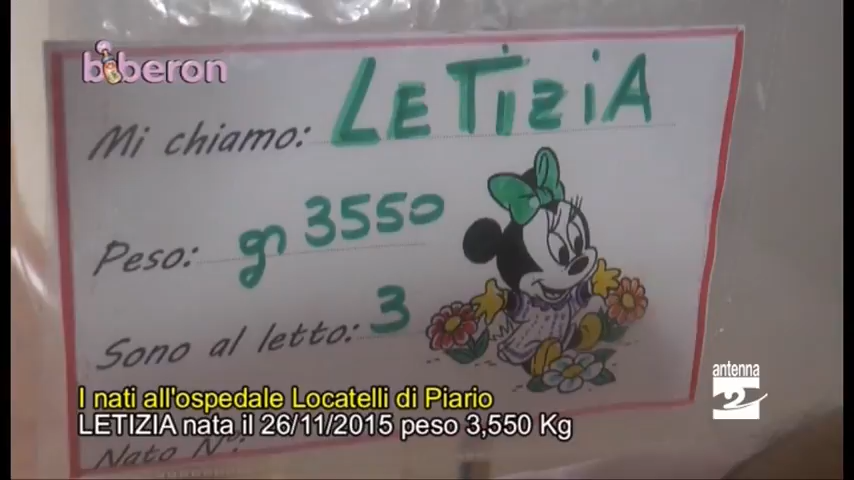 biberon
Mi chiamo: LETIZIA
Peso: gr 3550
Sono al letto: 3
I nati all'ospedale Locatelli di Piario
LETIZIA nata il 26/11/2015 peso 3,550 Kg
Nato N°:
antenna
2